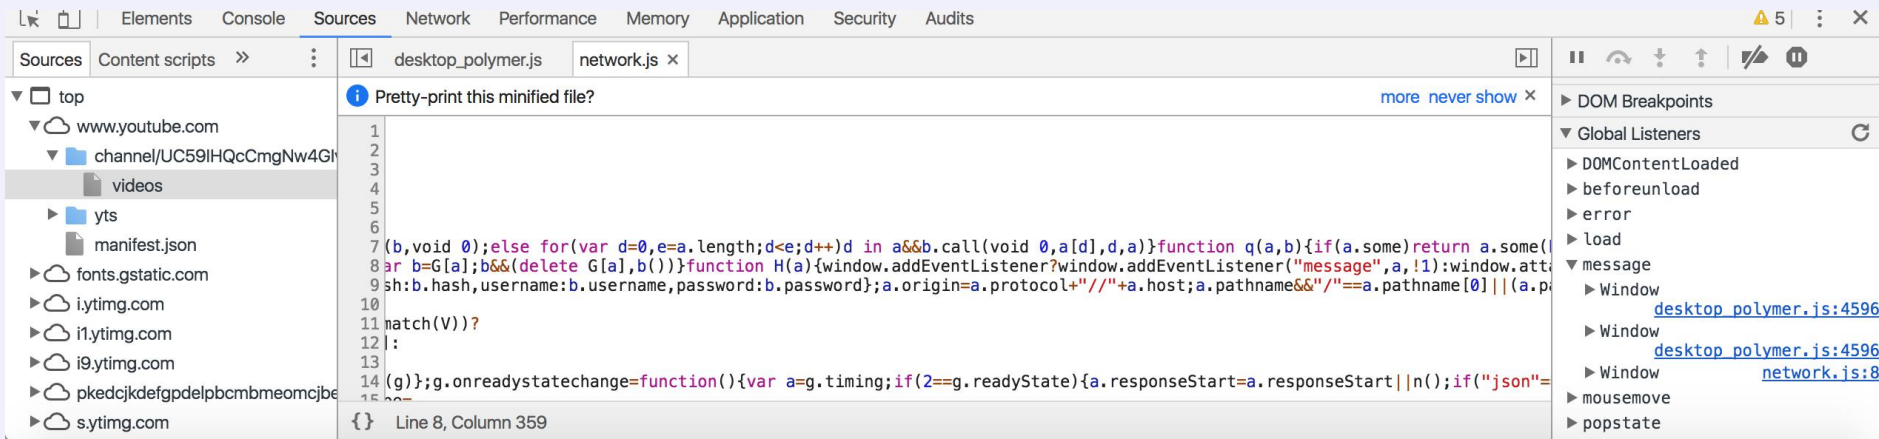 Elements Console Sources Network Performance Memory Application Security Audits 5
Sources Content scripts »
top
www.youtube.com
channel/UC59IHQcCmgNw4GI
videos
yts
manifest.json
fonts.gstatic.com
i.ytimg.com
i1.ytimg.com
i9.ytimg.com
pkedcjkdefgpdelpbcmbmeomcjbe
s.ytimg.com
desktop_polymer.js network.js ×
Pretty-print this minified file? more never show ×
1
2
3
4
5
6
7 (b,void 0);else for(var d=0,e=a.length;d<e;d++)d in a&&b.call(void 0,a[d],d,a)}function q(a,b){if(a.some)return a.some(
8 ar b=G[a];b&&(delete G[a],b())}function H(a){window.addEventListener?window.addEventListener("message",a,!1):window.atta
9 sh:b.hash,username:b.username,password:b.password};a.origin=a.protocol+"//"+a.host;a.pathname&&"/"==a.pathname[0]||(a.pa
10
11 match(V))?
12 ]:
13
14 (g)};g.onreadystatechange=function(){var a=g.timing;if(2==g.readyState){a.responseStart=a.responseStart||n();if("json"=
15
{} Line 8, Column 359
DOM Breakpoints
Global Listeners
DOMContentLoaded
beforeunload
error
load
message
Window
desktop_polymer.js:4596
Window
desktop_polymer.js:4596
Window network.js:8
mousemove
popstate